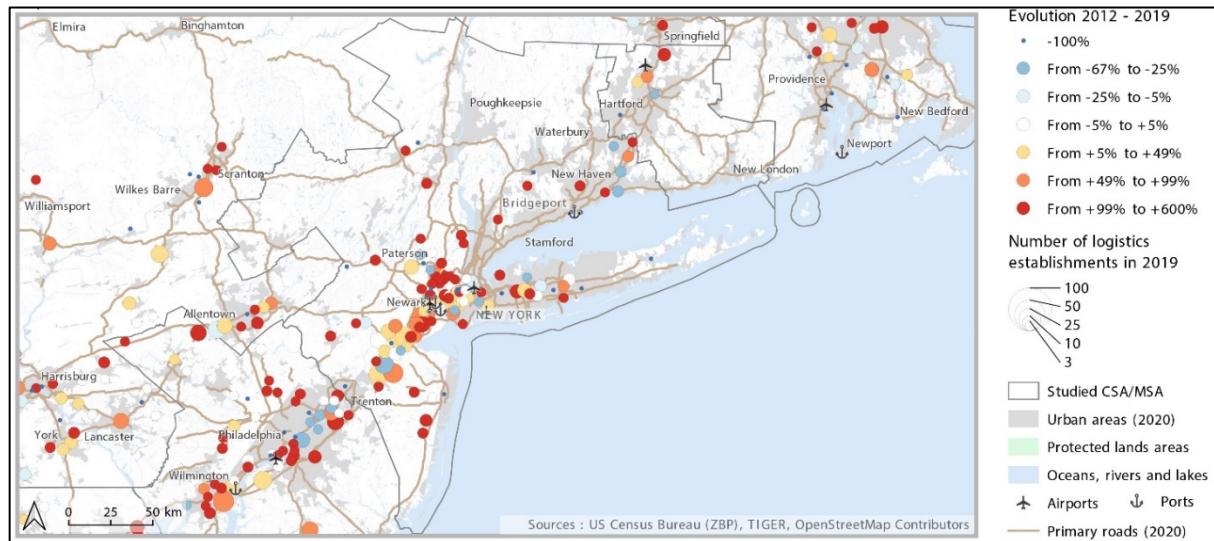 Elmira
Binghamton
Springfield
Providence
Poughkeepsie
Hartford
New Bedford
Waterbury
Newport
Scranton
Wilkes Barre
New Haven
New London
Williamsport
Bridgeport
Stamford
Paterson
Newark
NEW YORK
Allentown
Harrisburg
Trenton
York
Lancaster
Philadelphia
Wilmington
0 25 50 km
Sources : US Census Bureau (ZBP), TIGER, OpenStreetMap Contributors
Evolution 2012 - 2019
-100%
From -67% to -25%
From -25% to -5%
From -5% to +5%
From +5% to +49%
From +49% to +99%
From +99% to +600%
Number of logistics
establishments in 2019
100
50
25
10
3
Studied CSA/MSA
Urban areas (2020)
Protected lands areas
Oceans, rivers and lakes
Airports
Ports
Primary roads (2020)